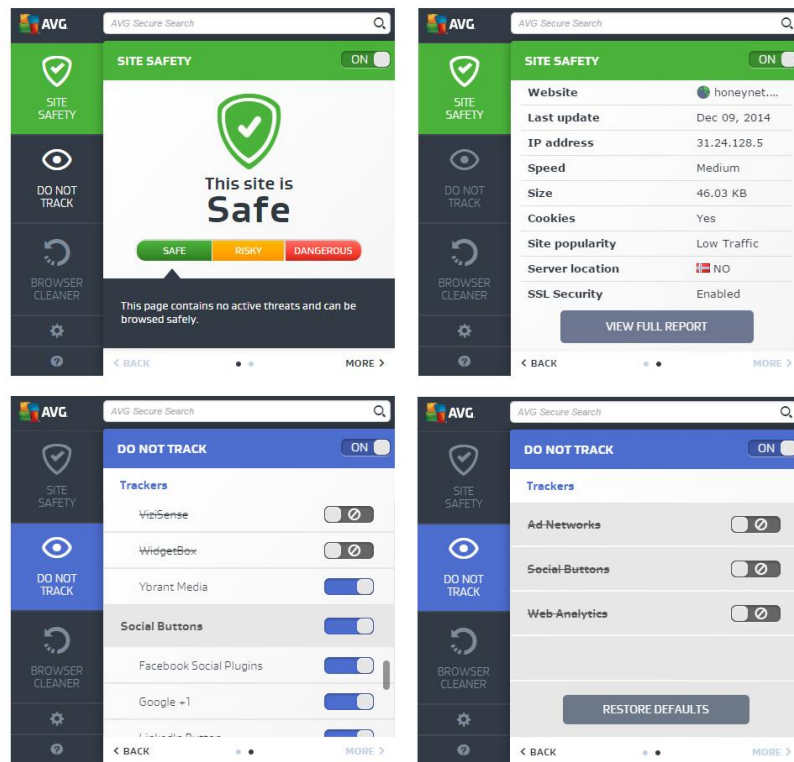 AVG
AVG Secure Search
SITE SAFETY
ON
SITE
SAFETY
DO NOT
TRACK
BROWSER
CLEANER
This site is
Safe
SAFE RISKY DANGEROUS
This page contains no active threats and can be
browsed safely.
< BACK
MORE >
AVG
AVG Secure Search
SITE SAFETY
ON
SITE
SAFETY
DO NOT
TRACK
BROWSER
CLEANER
Website honeynet....
Last update Dec 09, 2014
IP address 31.24.128.5
Speed Medium
Size 46.03 KB
Cookies Yes
Site popularity Low Traffic
Server location NO
SSL Security Enabled
VIEW FULL REPORT
< BACK
MORE >
AVG
AVG Secure Search
DO NOT TRACK
ON
SITE
SAFETY
DO NOT
TRACK
BROWSER
CLEANER
Trackers
ViziSense
WidgetBox
Ybrant Media
Social Buttons
Facebook Social Plugins
Google +1
LinkedIn Button
< BACK
MORE >
AVG
AVG Secure Search
DO NOT TRACK
ON
SITE
SAFETY
DO NOT
TRACK
BROWSER
CLEANER
Trackers
Ad Networks
Social Buttons
Web Analytics
RESTORE DEFAULTS
< BACK
MORE >